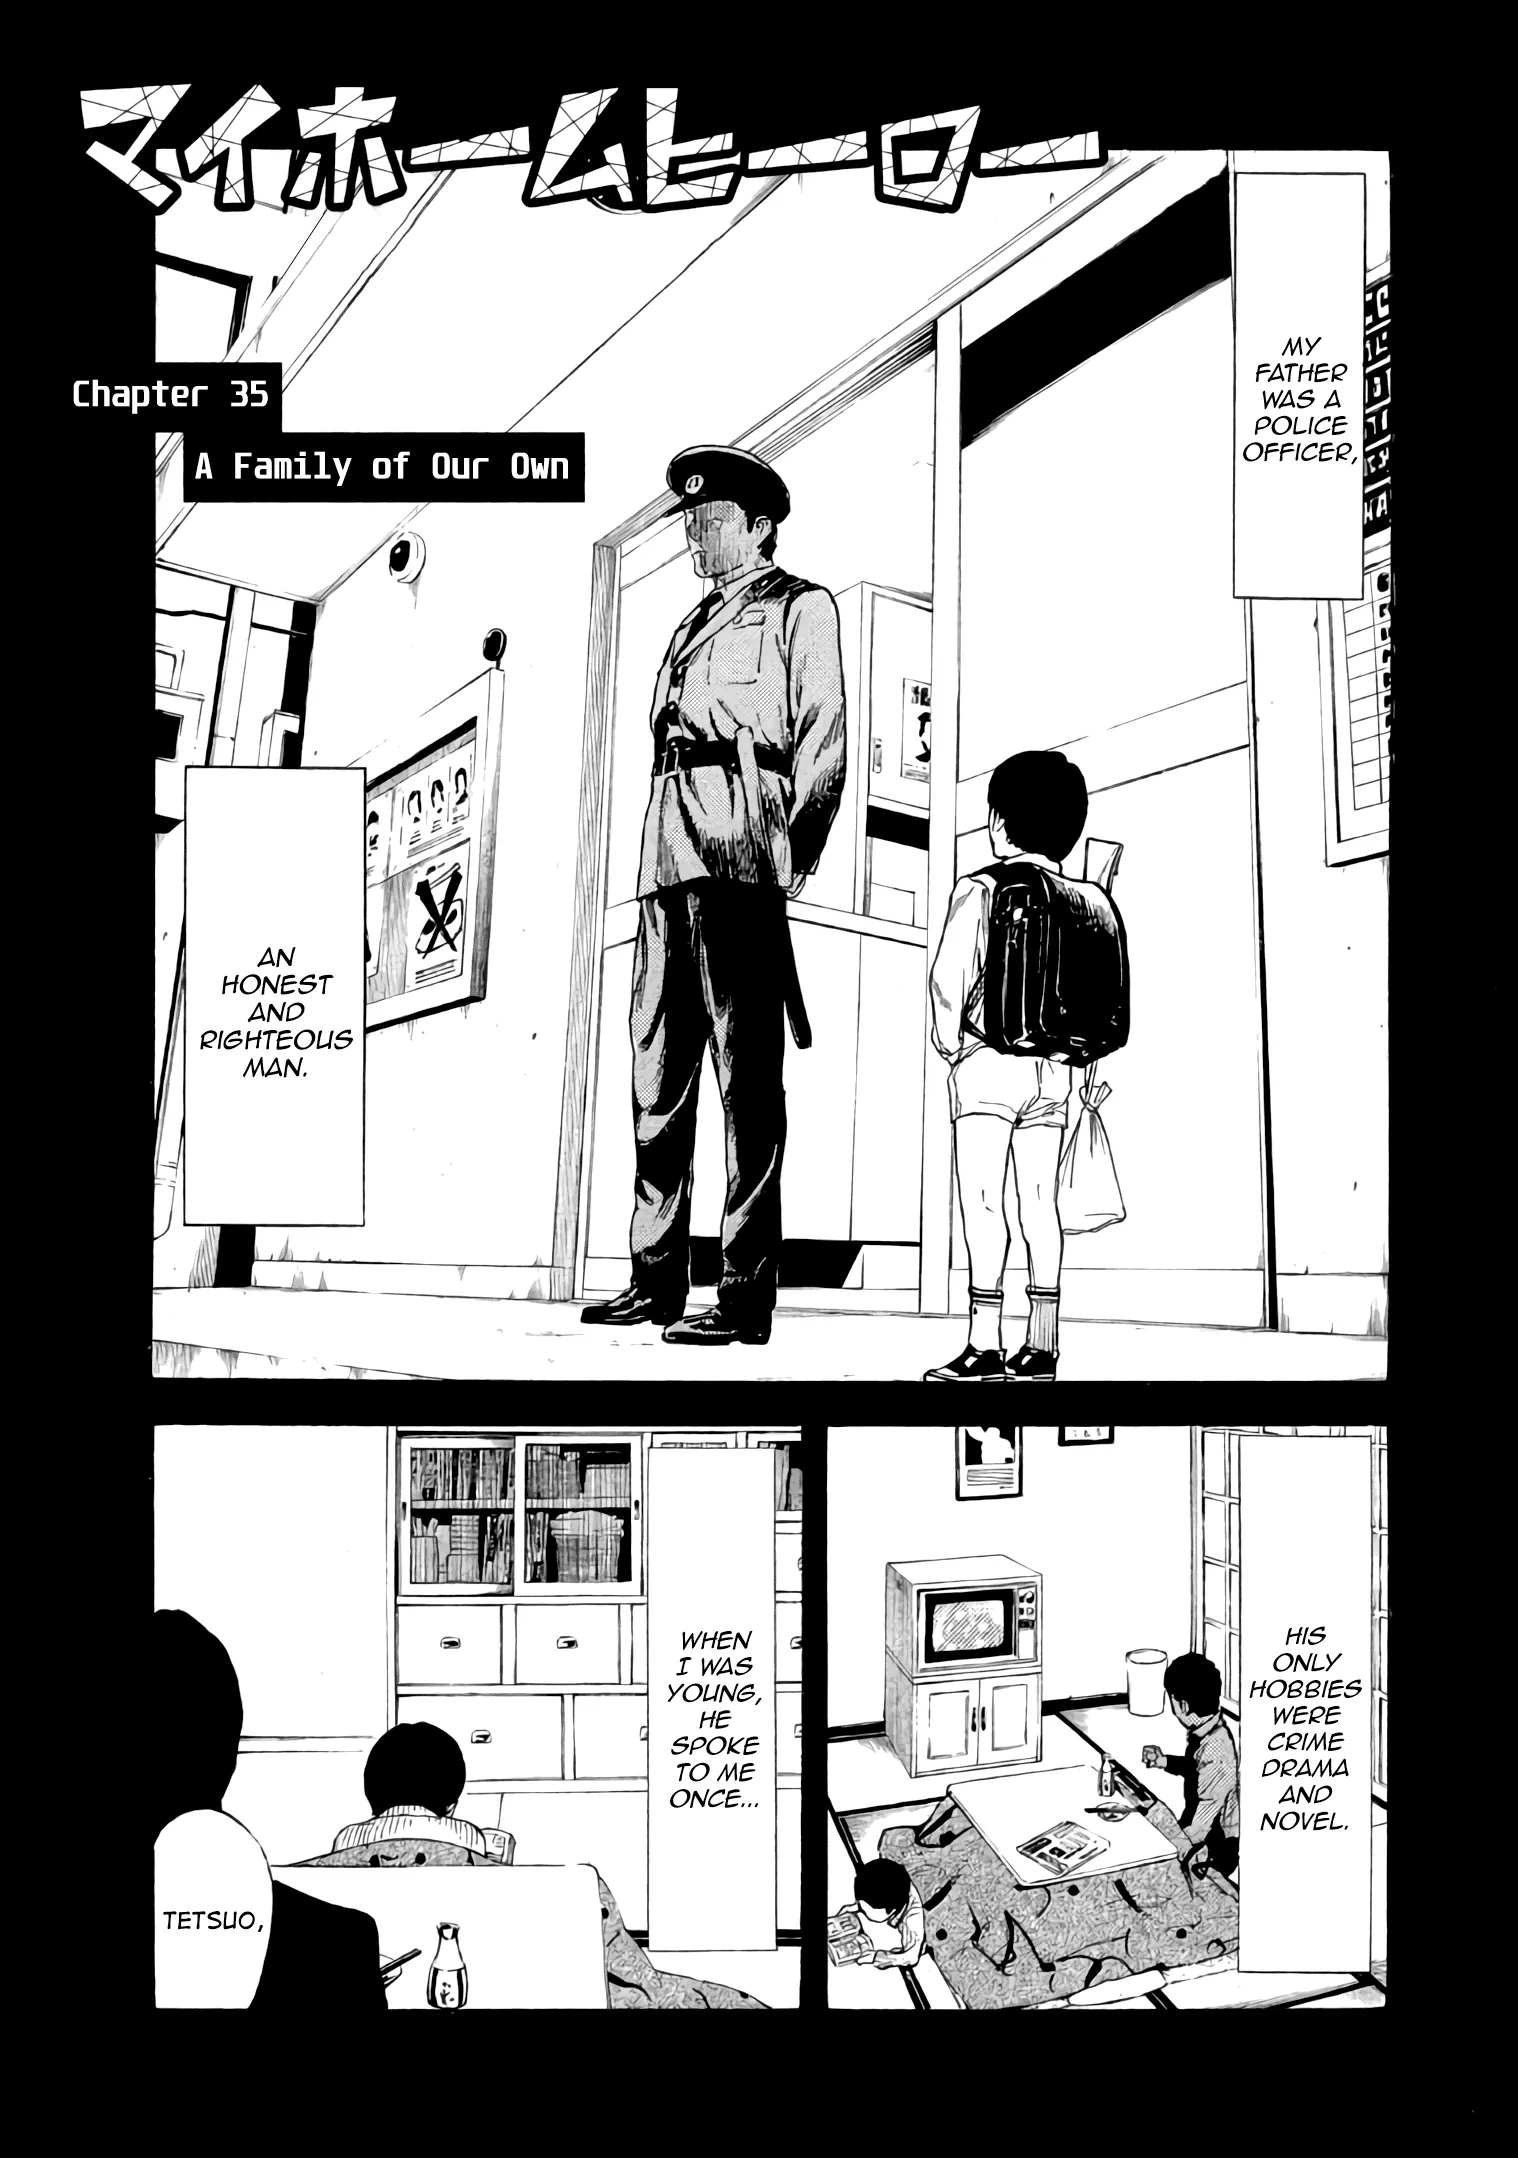 マイホームヒーロー
Chapter 35
A Family of Our Own
MY
FATHER
WAS A
POLICE
OFFICER,
AN
HONEST
AND
RIGHTEOUS
MAN.
HIS
ONLY
HOBBIES
WERE
CRIME
DRAMA
AND
NOVEL.
WHEN
I WAS
YOUNG,
HE
SPOKE
TO ME
ONCE...
TETSUO,